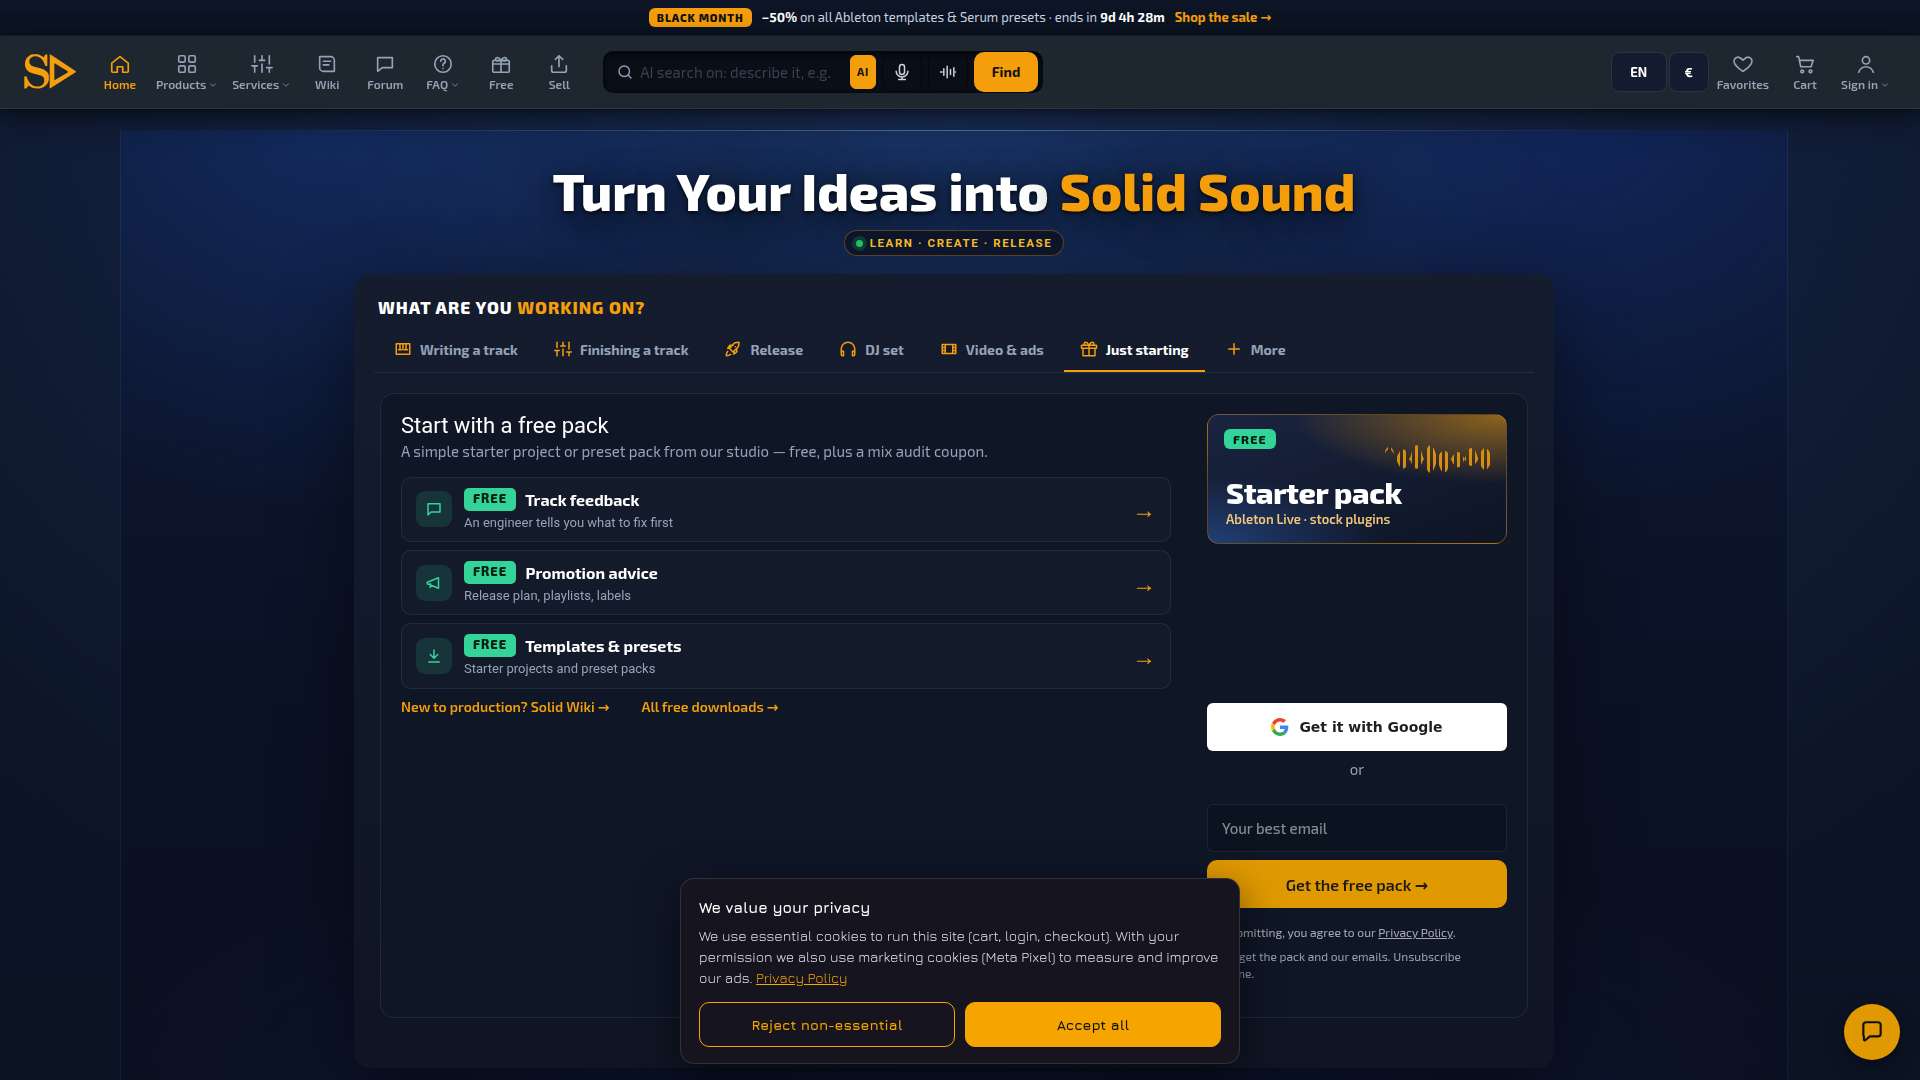 BLACK MONTH −50% on all Ableton templates & Serum presets · ends in 9d 4h 28m Shop the sale →
Home Products Services Wiki Forum FAQ Free Sell
AI search on: describe it, e.g. AI Find
EN € Favorites Cart Sign in
Turn Your Ideas into Solid Sound
LEARN · CREATE · RELEASE
WHAT ARE YOU WORKING ON?
Writing a track Finishing a track Release DJ set Video & ads Just starting More
Start with a free pack
A simple starter project or preset pack from our studio — free, plus a mix audit coupon.
FREE Track feedback
An engineer tells you what to fix first
→
FREE Promotion advice
Release plan, playlists, labels
→
FREE Templates & presets
Starter projects and preset packs
→
New to production? Solid Wiki → All free downloads →
FREE
Starter pack
Ableton Live · stock plugins
Get it with Google
or
Your best email
Get the free pack →
you agree to our Privacy Policy.
get the pack and our emails. Unsubscribe
We value your privacy
We use essential cookies to run this site (cart, login, checkout). With your
permission we also use marketing cookies (Meta Pixel) to measure and improve
our ads. Privacy Policy
Reject non-essential Accept all